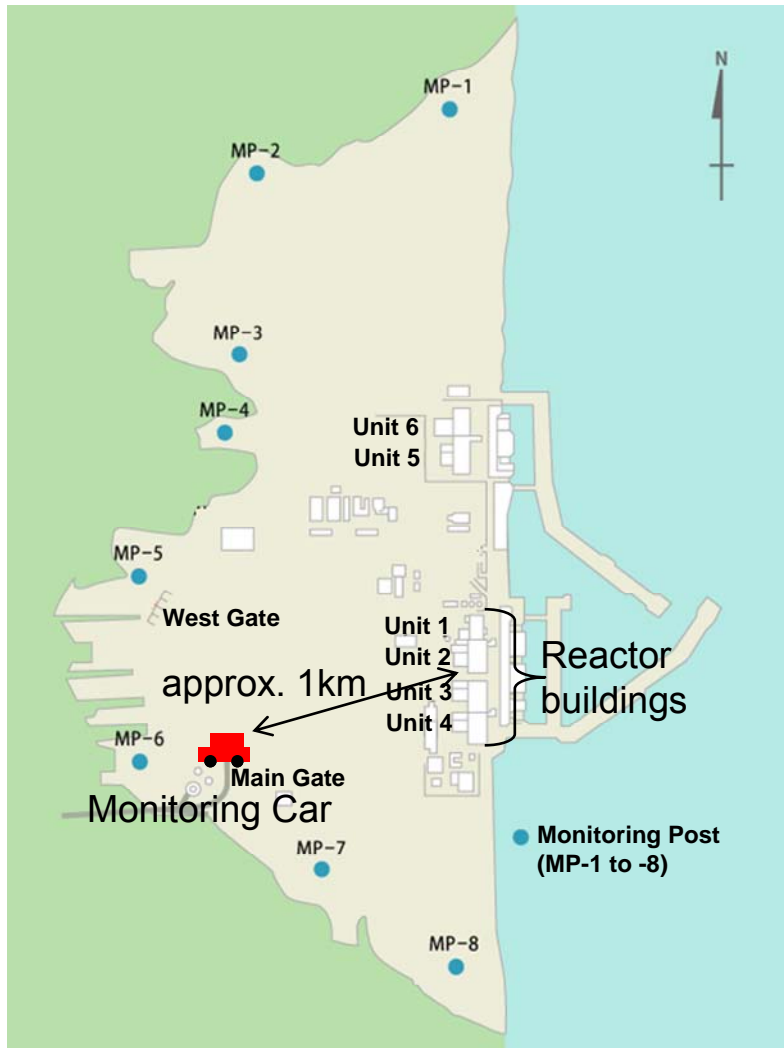 N
MP-1
MP-2
MP-3
MP-4
Unit 6
Unit 5
MP-5
West Gate
Unit 1
Unit 2
Unit 3
Unit 4
Reactor
buildings
approx. 1km
MP-6
Main Gate
Monitoring Car
MP-7
Monitoring Post
(MP-1 to -8)
MP-8